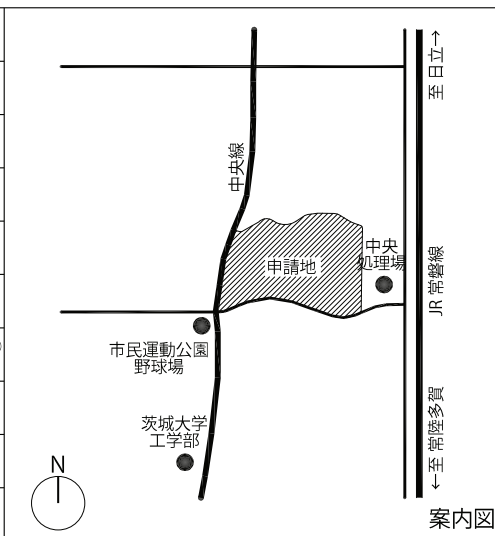 至 日立→
中央線
申請地
中央
処理場
JR 常磐線
市民運動公園
野球場
茨城大学
工学部
←至 常陸多賀
N
案内図